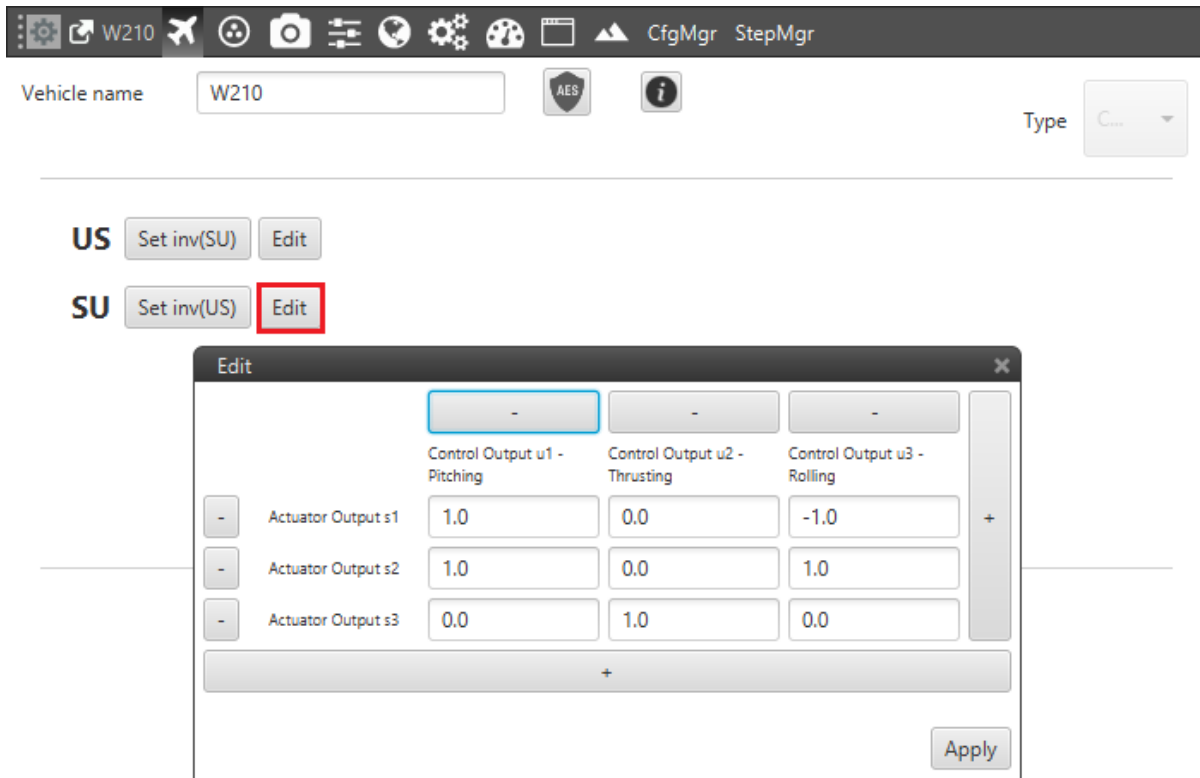 W210 CfgMgr StepMgr
Vehicle name W210 AES i Type C...
US Set inv(SU) Edit
SU Set inv(US) Edit
Edit
- - -
Control Output u1 - Control Output u2 - Control Output u3 -
Pitching Thrusting Rolling
- Actuator Output s1 1.0 0.0 -1.0 +
- Actuator Output s2 1.0 0.0 1.0
- Actuator Output s3 0.0 1.0 0.0
+
Apply